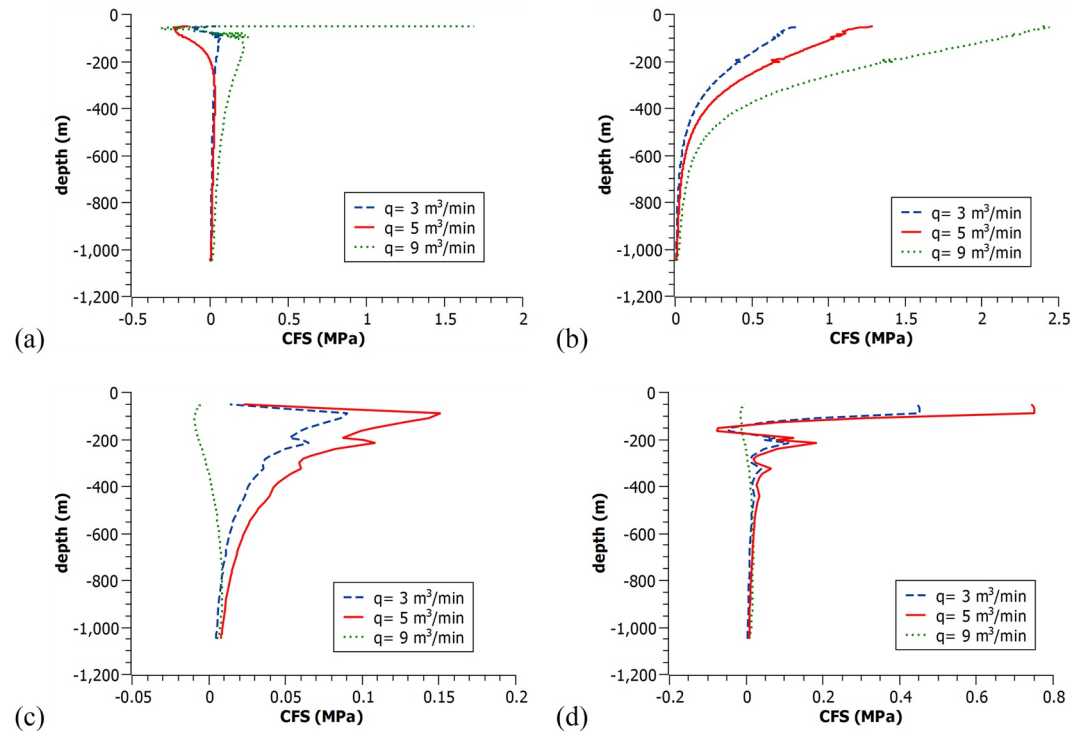 0
-200
-400
-600
-800
-1,000
-1,200
depth (m)
-0.5 0 0.5 1 1.5 2
CFS (MPa)
q= 3 m³/min
q= 5 m³/min
q= 9 m³/min
(a)
0
-200
-400
-600
-800
-1,000
-1,200
depth (m)
0 0.5 1 1.5 2 2.5
CFS (MPa)
q= 3 m³/min
q= 5 m³/min
q= 9 m³/min
(b)
0
-200
-400
-600
-800
-1,000
-1,200
depth (m)
-0.05 0 0.05 0.1 0.15 0.2
CFS (MPa)
q= 3 m³/min
q= 5 m³/min
q= 9 m³/min
(c)
0
-200
-400
-600
-800
-1,000
-1,200
depth (m)
-0.2 0 0.2 0.4 0.6 0.8
CFS (MPa)
q= 3 m³/min
q= 5 m³/min
q= 9 m³/min
(d)